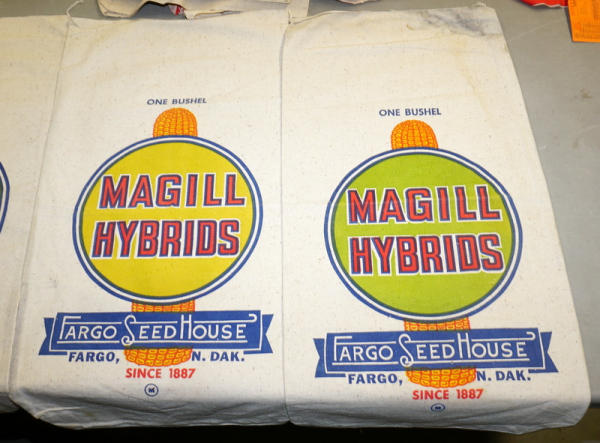 ONE BUSHEL
MAGILL
HYBRIDS
FARGO SEED HOUSE
FARGO, N. DAK.
SINCE 1887
M
ONE BUSHEL
MAGILL
HYBRIDS
FARGO SEED HOUSE
FARGO, N. DAK.
SINCE 1887
M